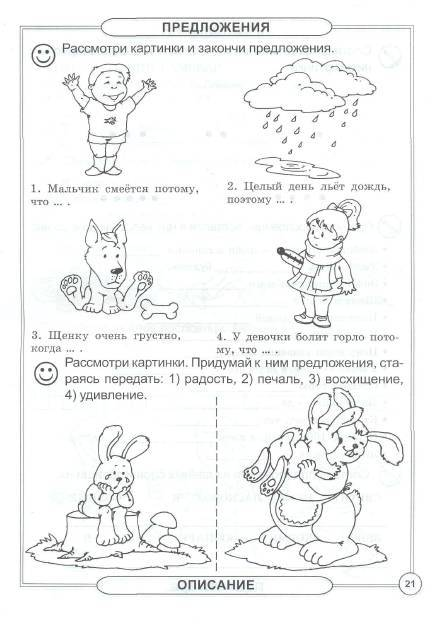 ПРЕДЛОЖЕНИЯ
Рассмотри картинки и закончи предложения.
1. Мальчик смеётся потому,
что ... .
2. Целый день льёт дождь,
поэтому ... .
3. Щенку очень грустно,
когда ... .
4. У девочки болит горло пото-
му, что ... .
Рассмотри картинки. Придумай к ним предложения, ста-
раясь передать: 1) радость, 2) печаль, 3) восхищение,
4) удивление.
ОПИСАНИЕ
21